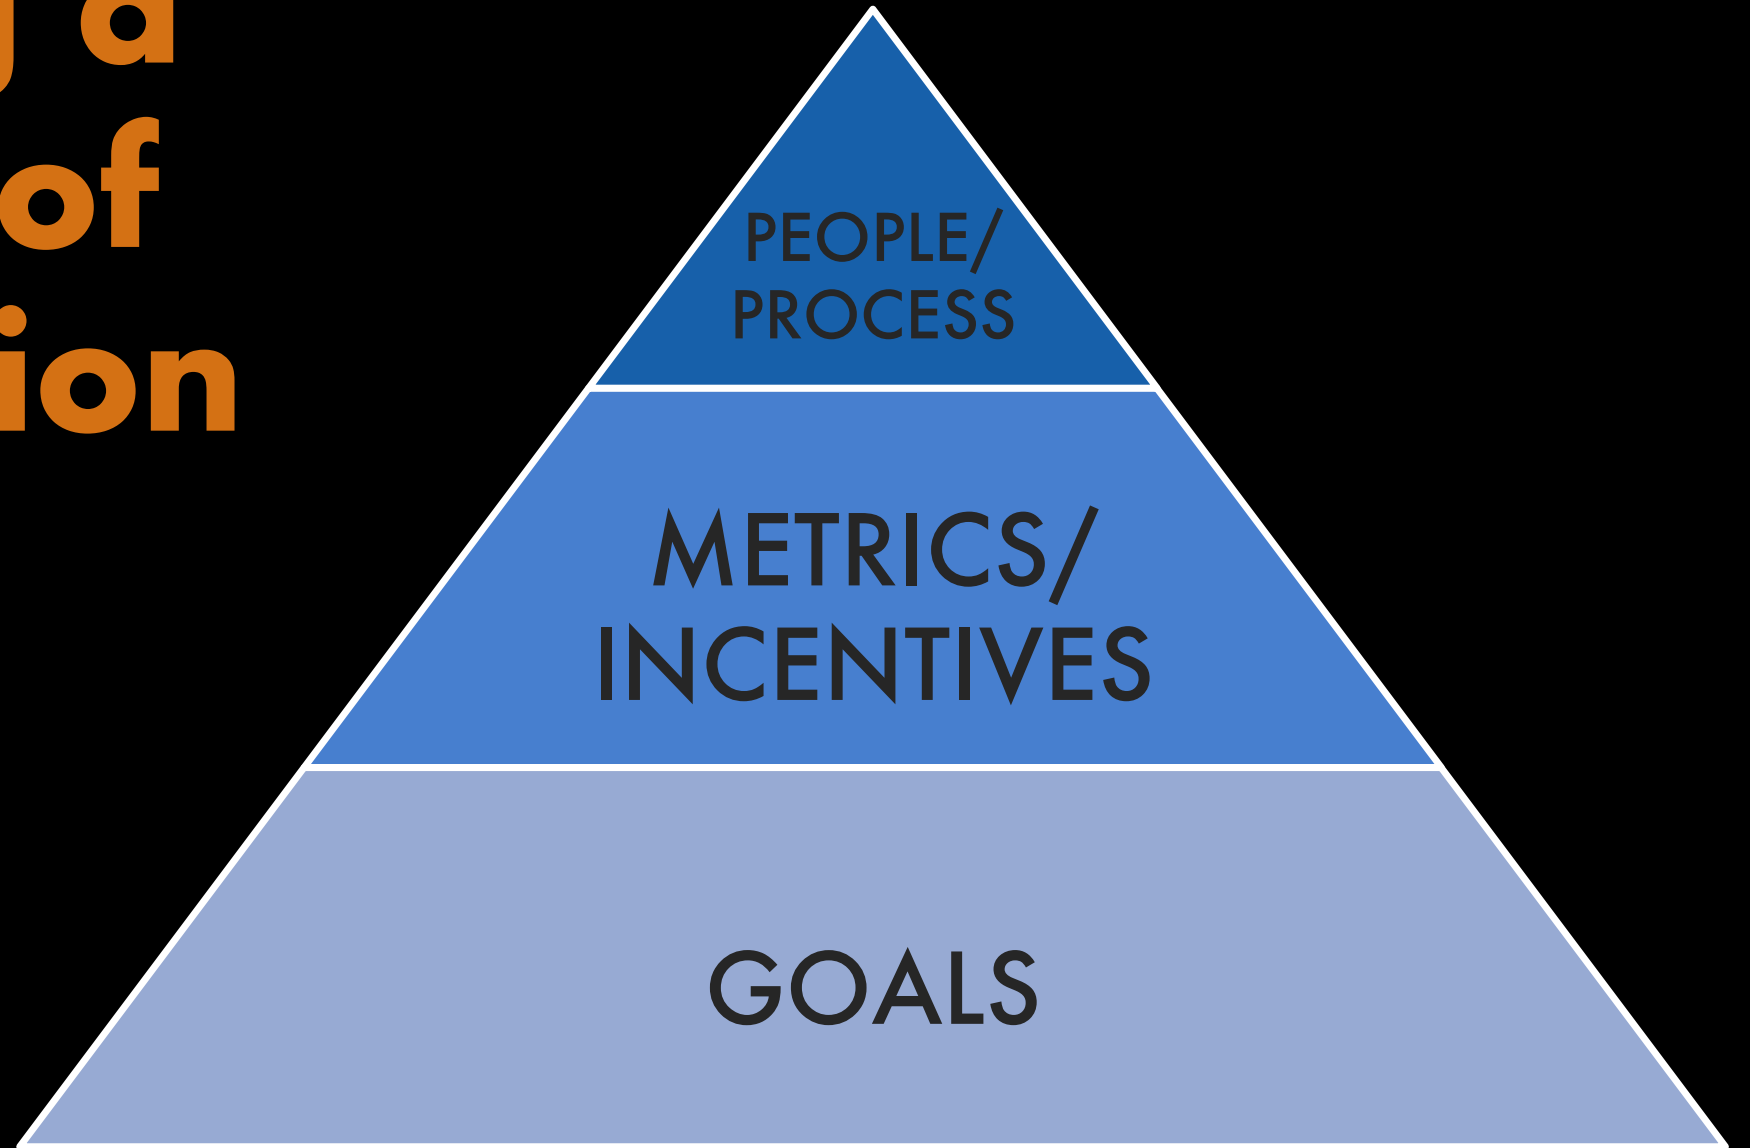 g a
of
ion
PEOPLE/
PROCESS
METRICS/
INCENTIVES
GOALS